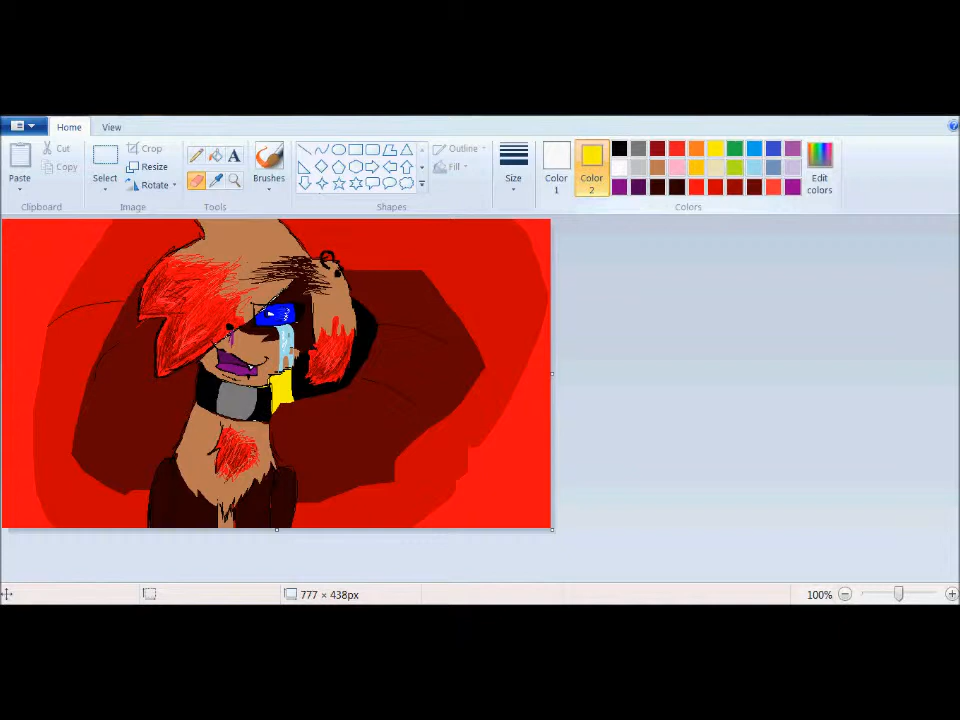 Home View
Paste
Cut
Copy
Clipboard
Select
Crop
Resize
Rotate
Image
A
Tools
Brushes
Outline
Fill
Shapes
Size
Color
1
Color
2
Edit
colors
Colors
777 × 438px
100%